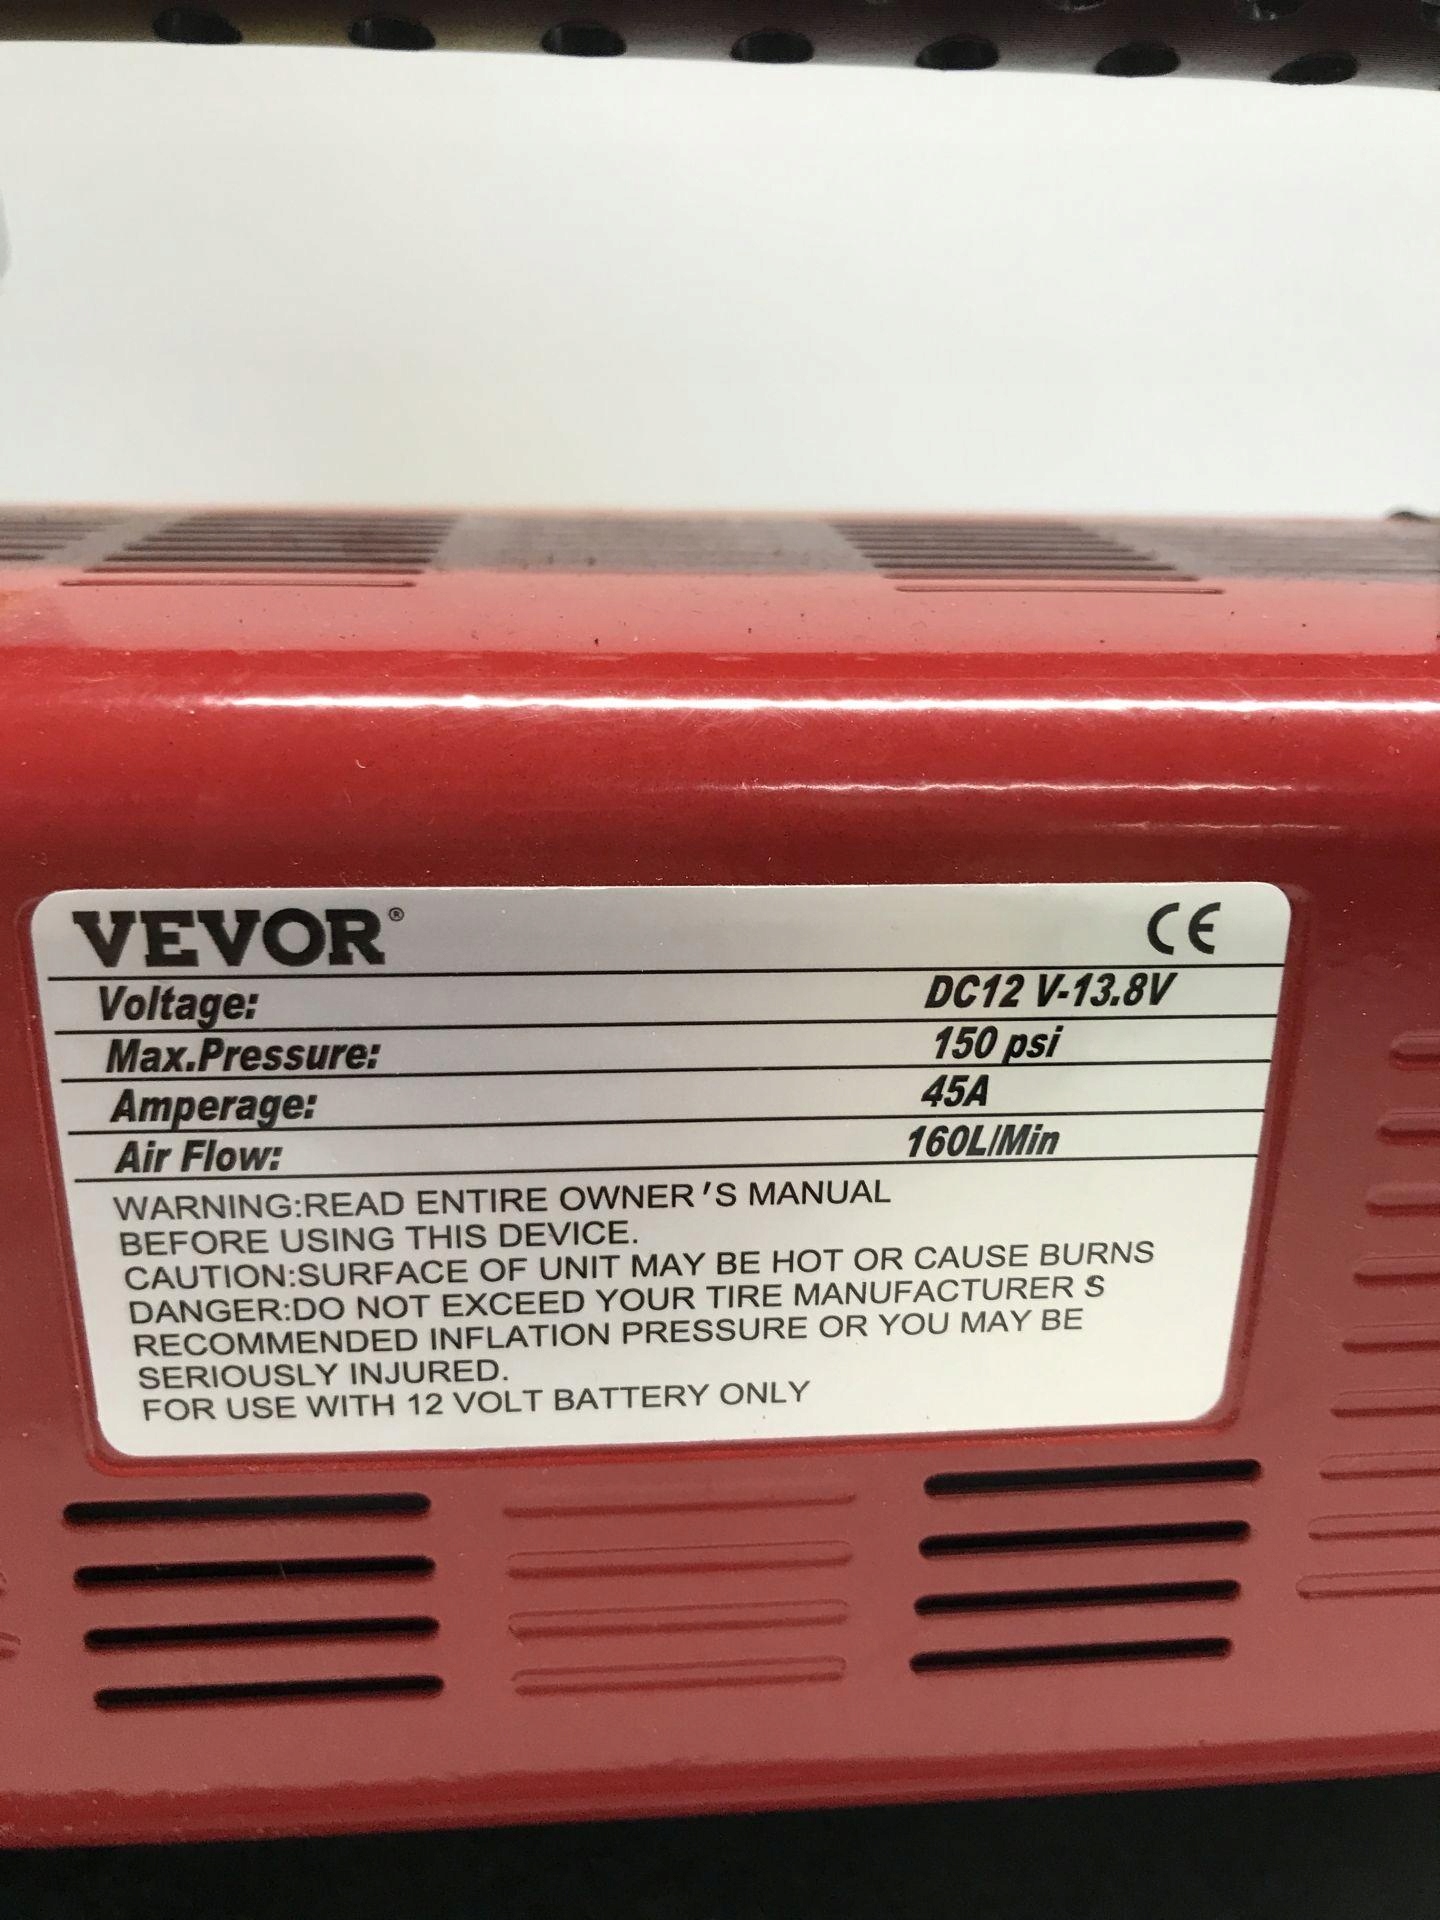 VEVOR® CE
Voltage: DC12 V-13.8V
Max.Pressure: 150 psi
Amperage: 45A
Air Flow: 160L/Min
WARNING:READ ENTIRE OWNER'S MANUAL
BEFORE USING THIS DEVICE.
CAUTION:SURFACE OF UNIT MAY BE HOT OR CAUSE BURNS
DANGER:DO NOT EXCEED YOUR TIRE MANUFACTURER S
RECOMMENDED INFLATION PRESSURE OR YOU MAY BE
SERIOUSLY INJURED.
FOR USE WITH 12 VOLT BATTERY ONLY